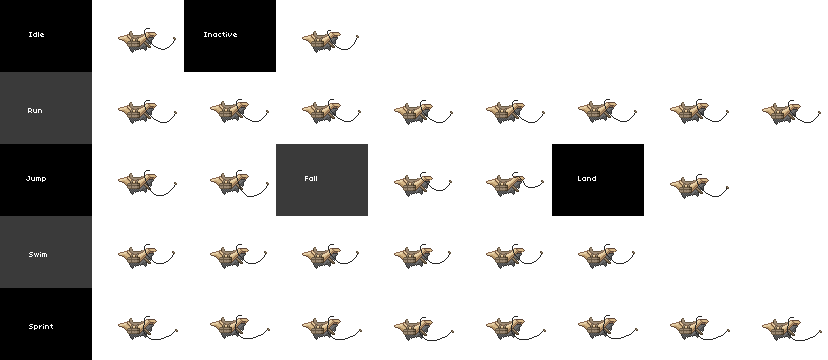 Idle
Inactive
Run
Jump
Fall
Land
Swim
Sprint